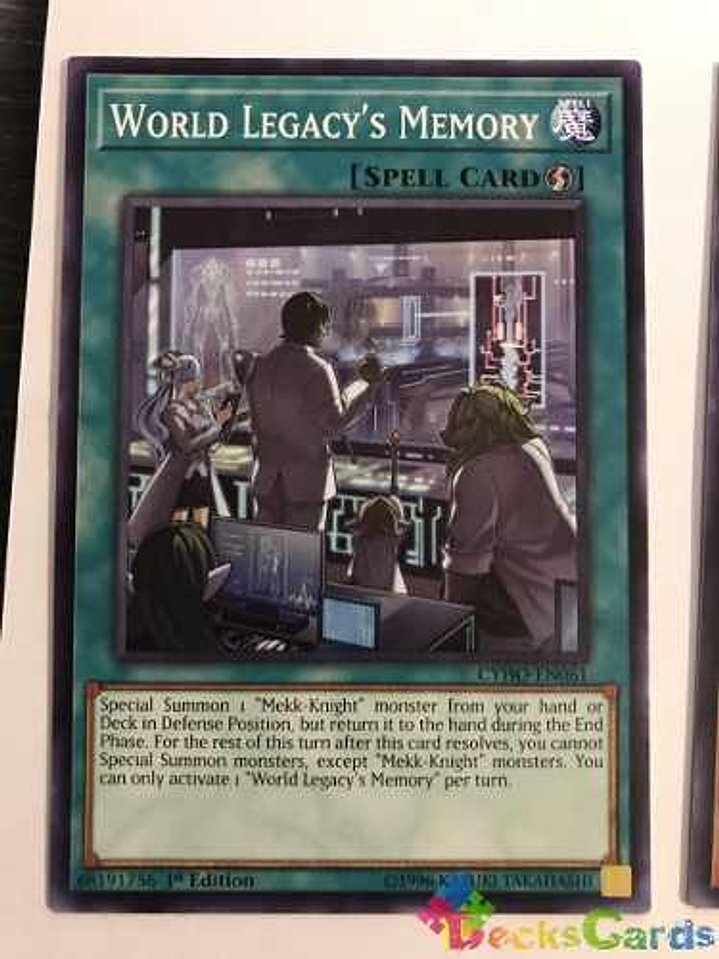 WORLD LEGACY'S MEMORY
SPELL
魔
[SPELL CARD]
Special Summon 1 "Mekk-Knight" monster from your hand or
Deck in Defense Position, but return it to the hand during the End
Phase. For the rest of this turn after this card resolves, you cannot
Special Summon monsters, except "Mekk-Knight" monsters. You
can only activate 1 "World Legacy's Memory" per turn.
1st Edition
©1996 KAZUKI TAKAHASHI
DecksCards